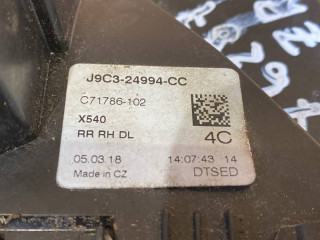 J9C3-24994-CC
C71786-102
X540
RR RH DL 4C
05.03.18 14:07:43 14
Made in CZ DTSED